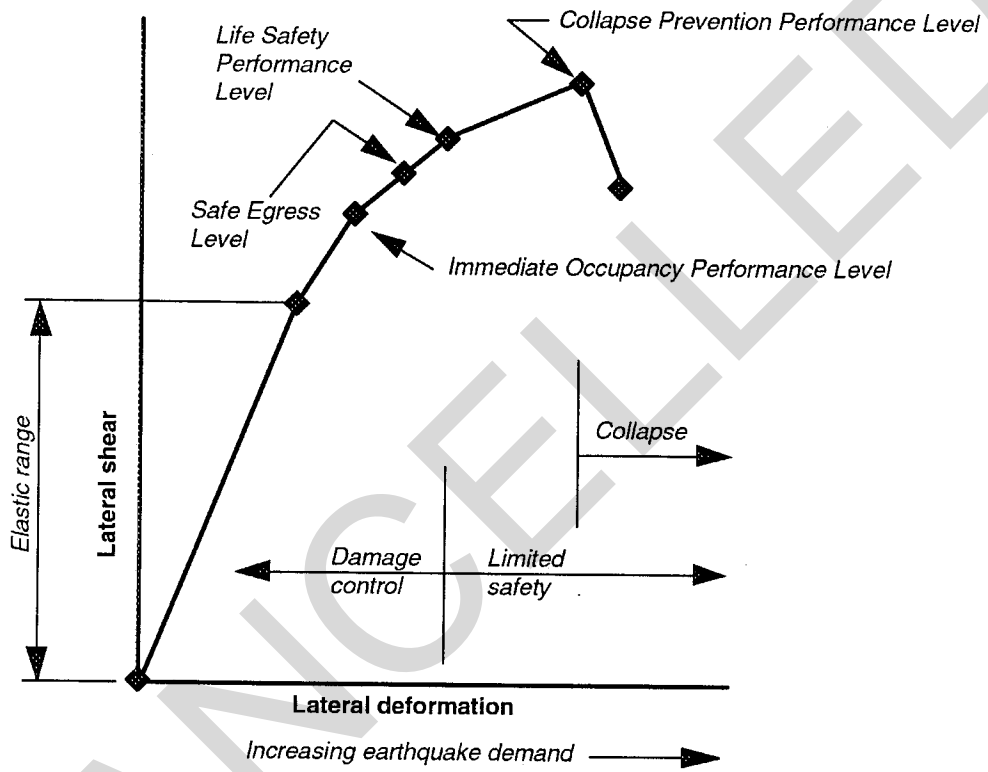 Collapse Prevention Performance Level
Life Safety
Performance
Level
Safe Egress
Level
Immediate Occupancy Performance Level
Elastic range
Lateral shear
Collapse
Damage
control
Limited
safety
Lateral deformation
Increasing earthquake demand
ANCELLED